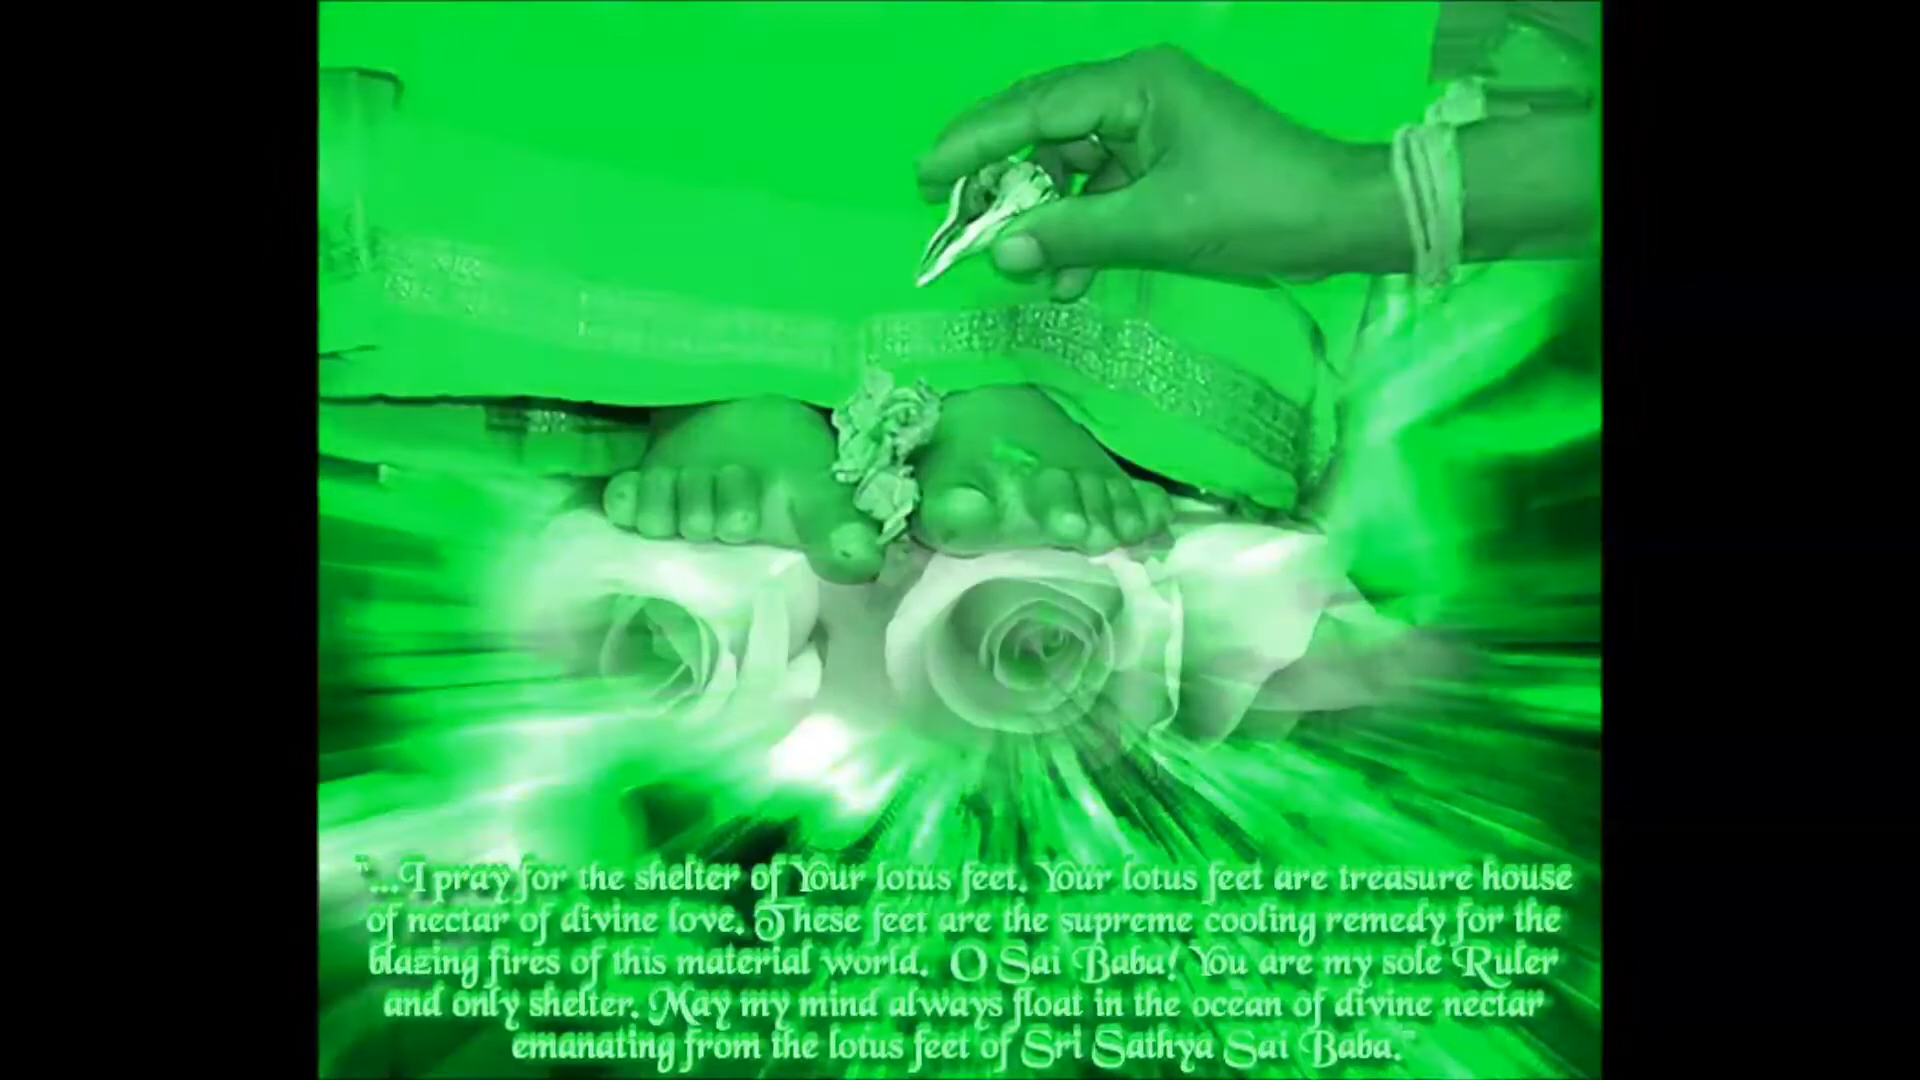 "...I pray for the shelter of Your lotus feet. Your lotus feet are treasure house
of nectar of divine love. These feet are the supreme cooling remedy for the
blazing fires of this material world. O Sai Baba! You are my sole Ruler
and only shelter. May my mind always float in the ocean of divine nectar
emanating from the lotus feet of Sri Sathya Sai Baba."